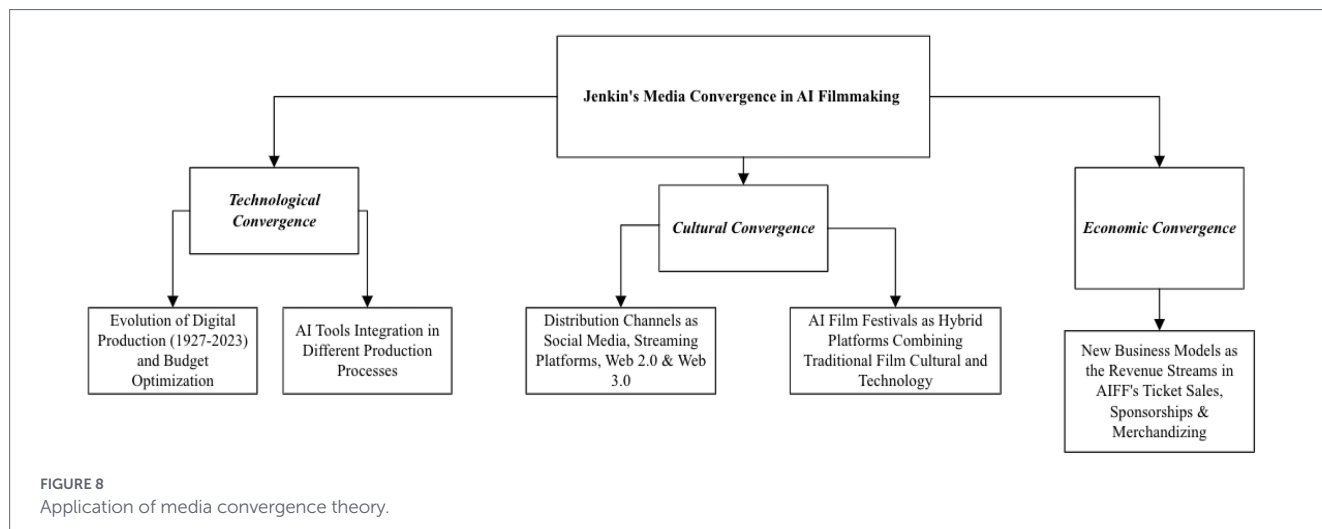 Jenkin's Media Convergence in AI Filmmaking
Technological
Convergence
Cultural Convergence
Economic Convergence
Evolution of Digital
Production (1927-2023)
and Budget
Optimization
AI Tools Integration in
Different Production
Processes
Distribution Channels as
Social Media, Streaming
Platforms, Web 2.0 & Web
3.0
AI Film Festivals as Hybrid
Platforms Combining
Traditional Film Cultural and
Technology
New Business Models as
the Revenue Streams in
AIFF's Ticket Sales,
Sponsorships &
Merchandizing
FIGURE 8
Application of media convergence theory.